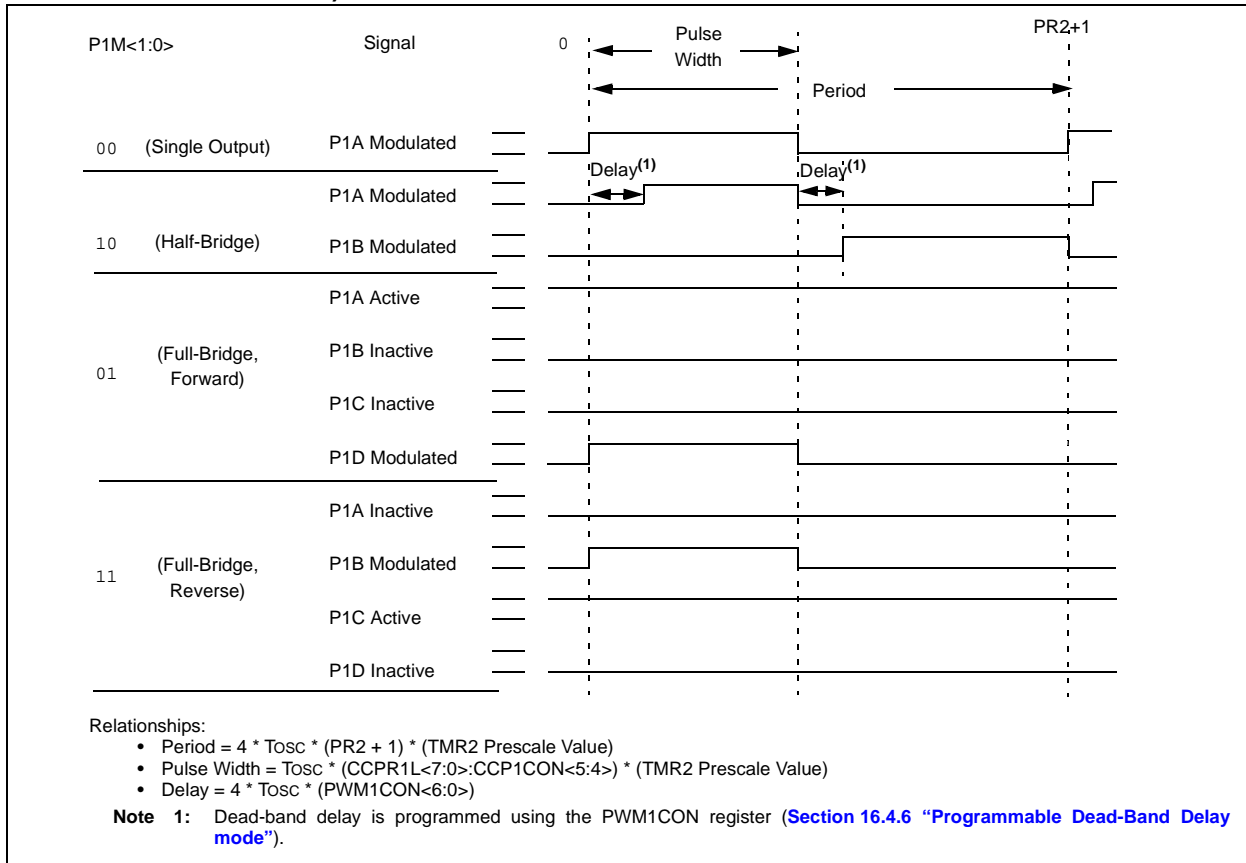 P1M<1:0>
Signal
0
Pulse
Width
PR2+1
Period
00
(Single Output)
P1A Modulated
Delay(1)
Delay(1)
P1A Modulated
10
(Half-Bridge)
P1B Modulated
P1A Active
01
(Full-Bridge,
Forward)
P1B Inactive
P1C Inactive
P1D Modulated
P1A Inactive
11
(Full-Bridge,
Reverse)
P1B Modulated
P1C Active
P1D Inactive
Relationships:
• Period = 4 * TOSC * (PR2 + 1) * (TMR2 Prescale Value)
• Pulse Width = TOSC * (CCPR1L<7:0>:CCP1CON<5:4>) * (TMR2 Prescale Value)
• Delay = 4 * TOSC * (PWM1CON<6:0>)
Note 1: Dead-band delay is programmed using the PWM1CON register (Section 16.4.6 “Programmable Dead-Band Delay
mode”).